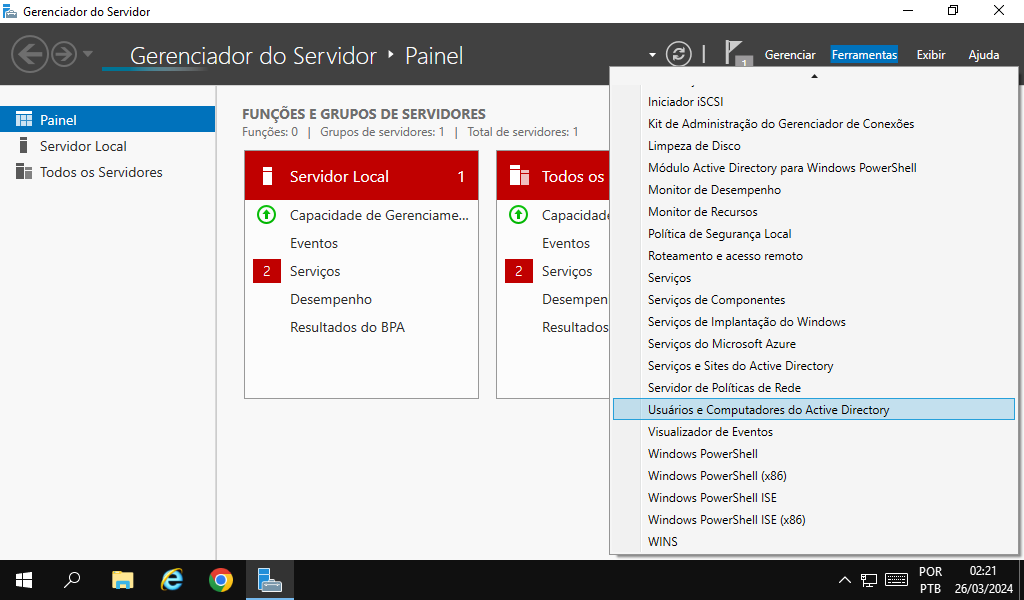 Gerenciador do Servidor
Gerenciador do Servidor ‣ Painel
1
Gerenciar
Ferramentas
Exibir
Ajuda
Painel
Servidor Local
Todos os Servidores
FUNÇÕES E GRUPOS DE SERVIDORES
Funções: 0 | Grupos de servidores: 1 | Total de servidores: 1
Servidor Local 1
Capacidade de Gerenciame...
Eventos
2 Serviços
Desempenho
Resultados do BPA
Todos os
Capacidade
Eventos
2 Serviços
Desempen
Resultados
Iniciador iSCSI
Kit de Administração do Gerenciador de Conexões
Limpeza de Disco
Módulo Active Directory para Windows PowerShell
Monitor de Desempenho
Monitor de Recursos
Política de Segurança Local
Roteamento e acesso remoto
Serviços
Serviços de Componentes
Serviços de Implantação do Windows
Serviços do Microsoft Azure
Serviços e Sites do Active Directory
Servidor de Políticas de Rede
Usuários e Computadores do Active Directory
Visualizador de Eventos
Windows PowerShell
Windows PowerShell (x86)
Windows PowerShell ISE
Windows PowerShell ISE (x86)
WINS
POR
PTB
02:21
26/03/2024